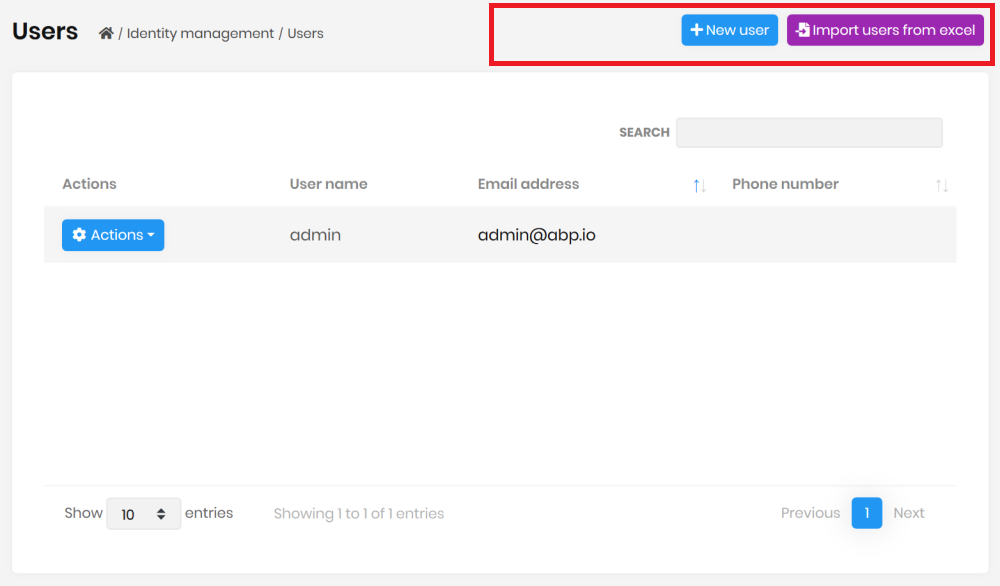 Users / Identity management / Users
New user Import users from excel
SEARCH
Actions User name Email address Phone number
Actions admin admin@abp.io
Show 10 entries Showing 1 to 1 of 1 entries Previous 1 Next